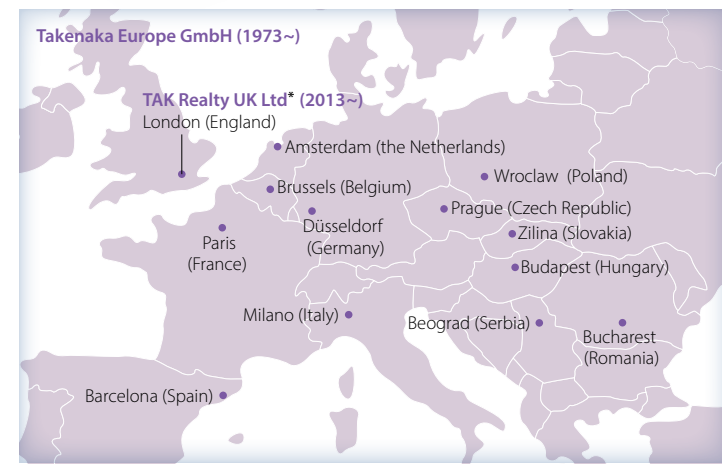 Takenaka Europe GmbH (1973~)
TAK Realty UK Ltd* (2013~)
London (England)
Amsterdam (the Netherlands)
Wroclaw (Poland)
Brussels (Belgium)
Prague (Czech Republic)
Düsseldorf
(Germany)
Zilina (Slovakia)
Paris
(France)
Budapest (Hungary)
Milano (Italy)
Beograd (Serbia)
Bucharest
(Romania)
Barcelona (Spain)